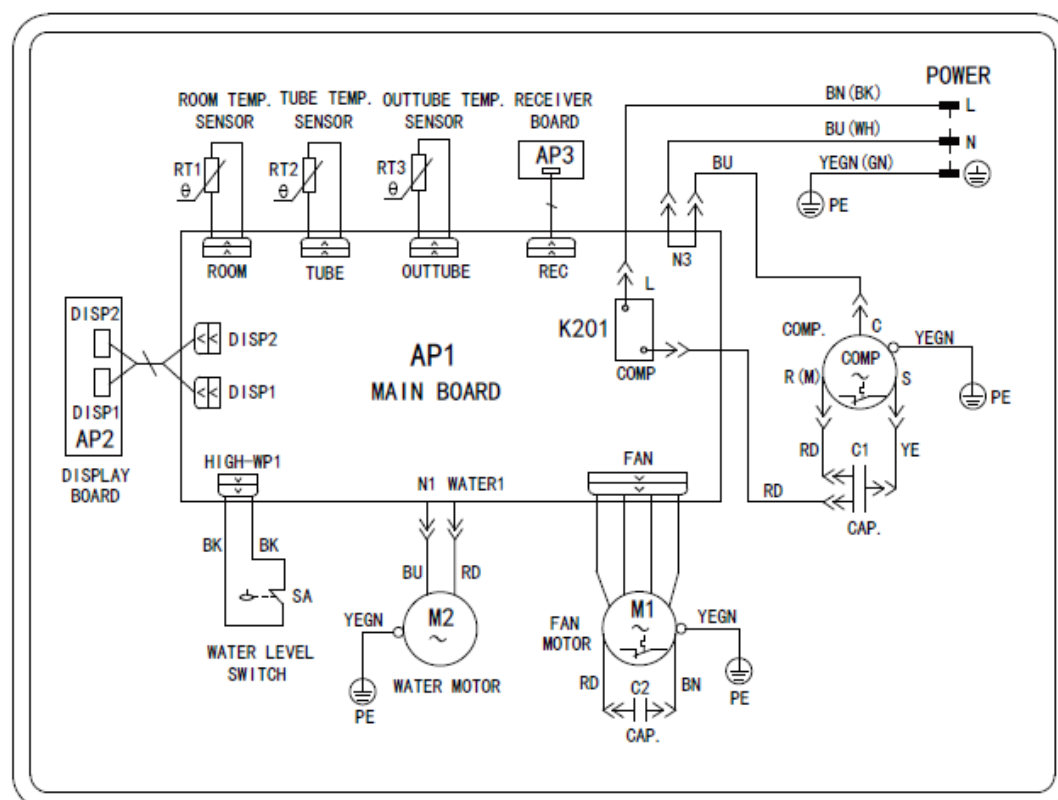 POWER
ROOM TEMP. SENSOR
TUBE TEMP. SENSOR
OUTTUBE TEMP. SENSOR
RECEIVER BOARD
BN(BK)
L
BU(WH)
N
YEGN(GN)
PE
BU
RT1
θ
RT2
θ
RT3
θ
AP3
ROOM
TUBE
OUTTUBE
REC
N3
L
K201
COMP
DISP2
DISP1
AP2
DISPLAY BOARD
DISP2
DISP1
AP1
MAIN BOARD
COMP.
C
COMP
~
R(M)
S
YEGN
PE
RD
C1
YE
RD
CAP.
HIGH-WP1
N1
WATER1
FAN
BK
BK
SA
WATER LEVEL SWITCH
BU
RD
YEGN
M2
~
PE
WATER MOTOR
FAN MOTOR
M1
~
YEGN
PE
RD
C2
BN
CAP.